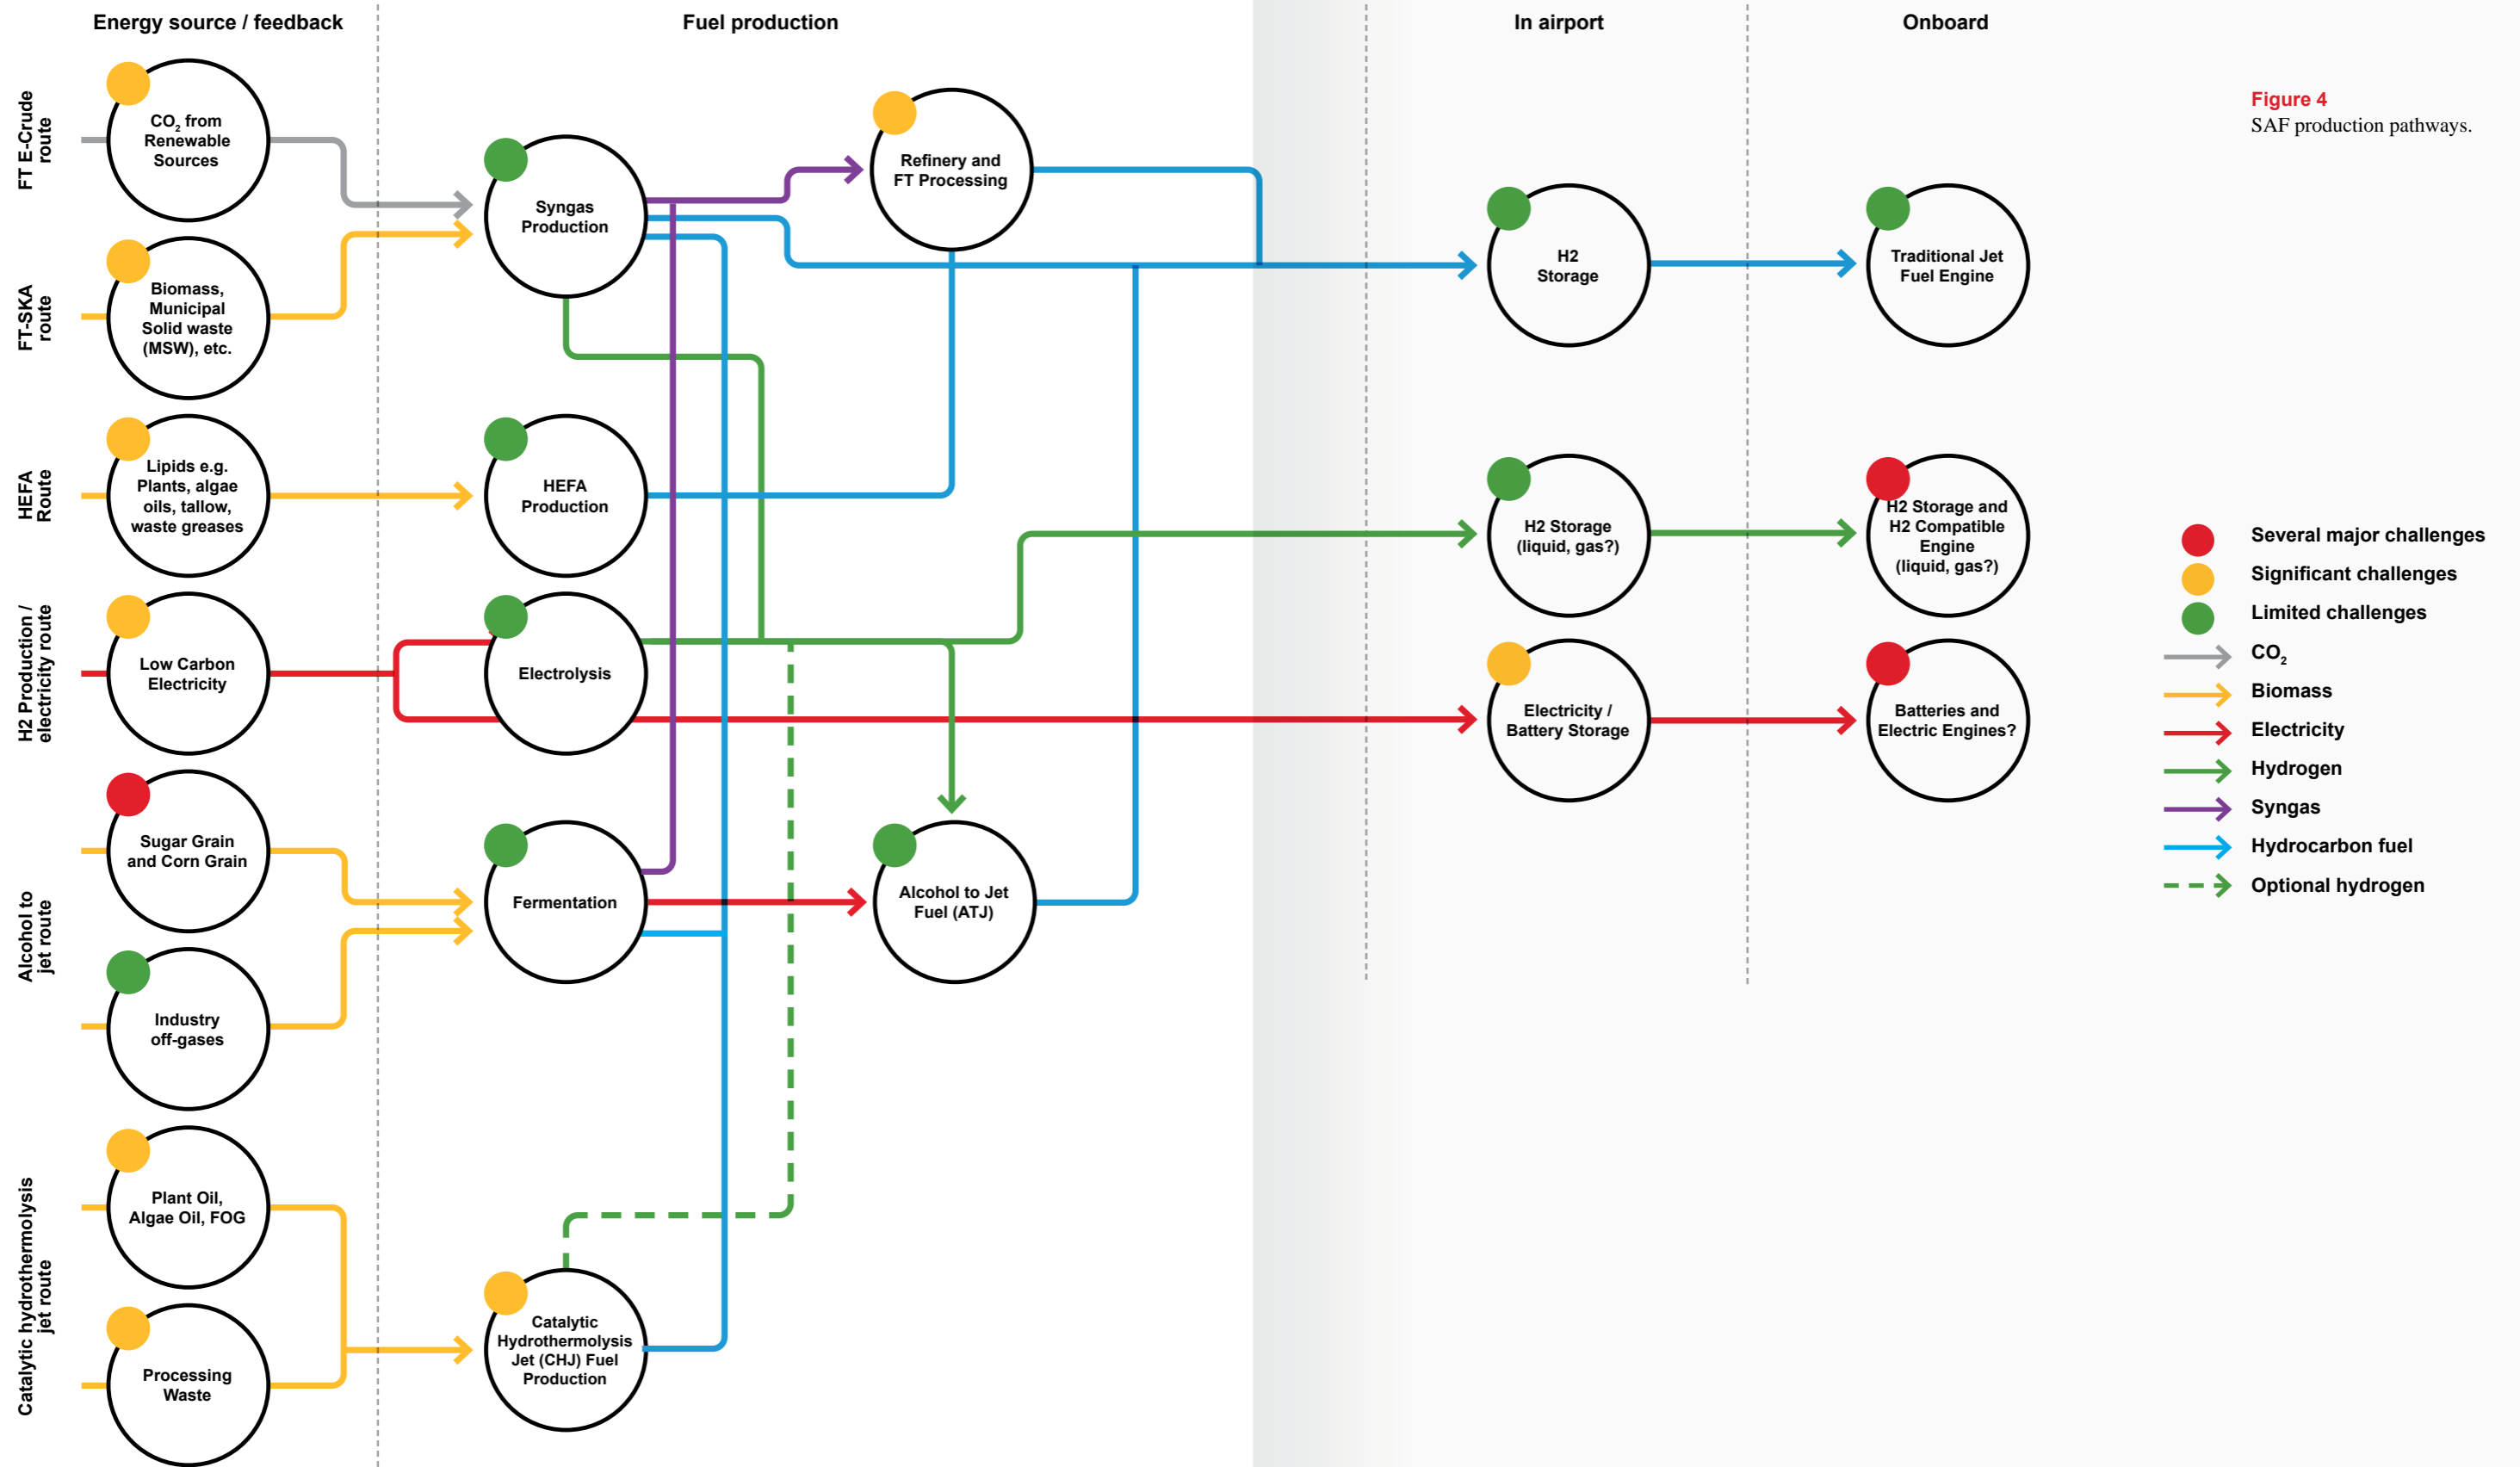 Energy source / feedback
Fuel production
In airport
Onboard
FT E-Crude
route
FT-SKA
route
HEFA
Route
H2 Production /
electricity route
Alcohol to
jet route
Catalytic hydrothermolysis
jet route
CO2 from
Renewable
Sources
Biomass,
Municipal
Solid waste
(MSW), etc.
Lipids e.g.
Plants, algae
oils, tallow,
waste greases
Low Carbon
Electricity
Sugar Grain
and Corn Grain
Industry
off-gases
Plant Oil,
Algae Oil, FOG
Processing
Waste
Syngas
Production
HEFA
Production
Electrolysis
Fermentation
Catalytic
Hydrothermolysis
Jet (CHJ) Fuel
Production
Refinery and
FT Processing
Alcohol to Jet
Fuel (ATJ)
H2
Storage
H2 Storage
(liquid, gas?)
Electricity /
Battery Storage
Traditional Jet
Fuel Engine
H2 Storage and
H2 Compatible
Engine
(liquid, gas?)
Batteries and
Electric Engines?
Figure 4
SAF production pathways.
Several major challenges
Significant challenges
Limited challenges
CO2
Biomass
Electricity
Hydrogen
Syngas
Hydrocarbon fuel
Optional hydrogen